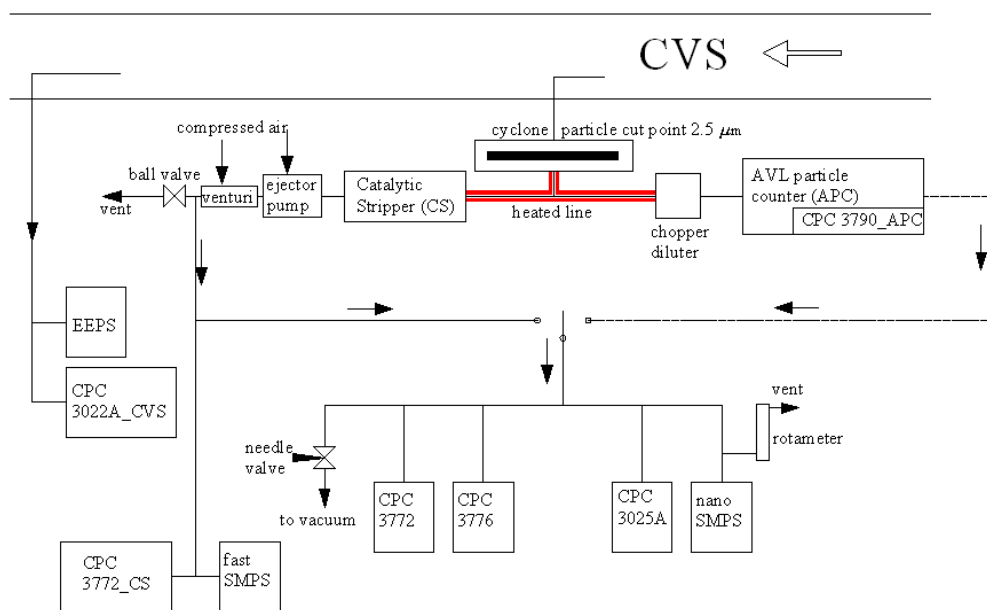 CVS
compressed air
cyclone particle cut point 2.5 μm
ball valve
venturi
ejector
pump
Catalytic
Stripper (CS)
AVL particle
counter (APC)
CPC 3790_APC
vent
heated line
chopper
diluter
EEPS
CPC
3022A_CVS
vent
rotameter
needle
valve
to vacuum
CPC
3772
CPC
3776
CPC
3025A
nano
SMPS
CPC
3772_CS
fast
SMPS